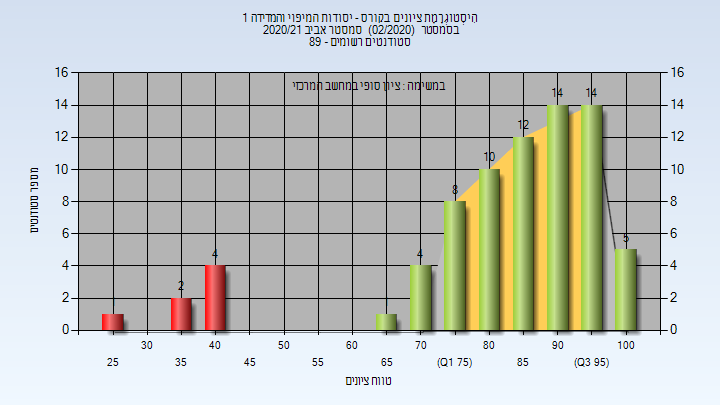 היסטוגרמת ציונים בקורס - יסודות המיפוי והמדידה 1
בסמסטר (02/2020) סמסטר אביב 2020/21
סטודנטים רשומים - 89
במשימה : ציון סופי במחשב המרכזי
מספר סטודנטים
16 16
14 14
12 12
10 10
8 8
6 6
4 4
2 2
0 0
2 4 4 8 10 12 14 14 5
30 40 50 60 70 80 90 100
25 35 45 55 65 (Q1 75) 85 (Q3 95)
טווח ציונים